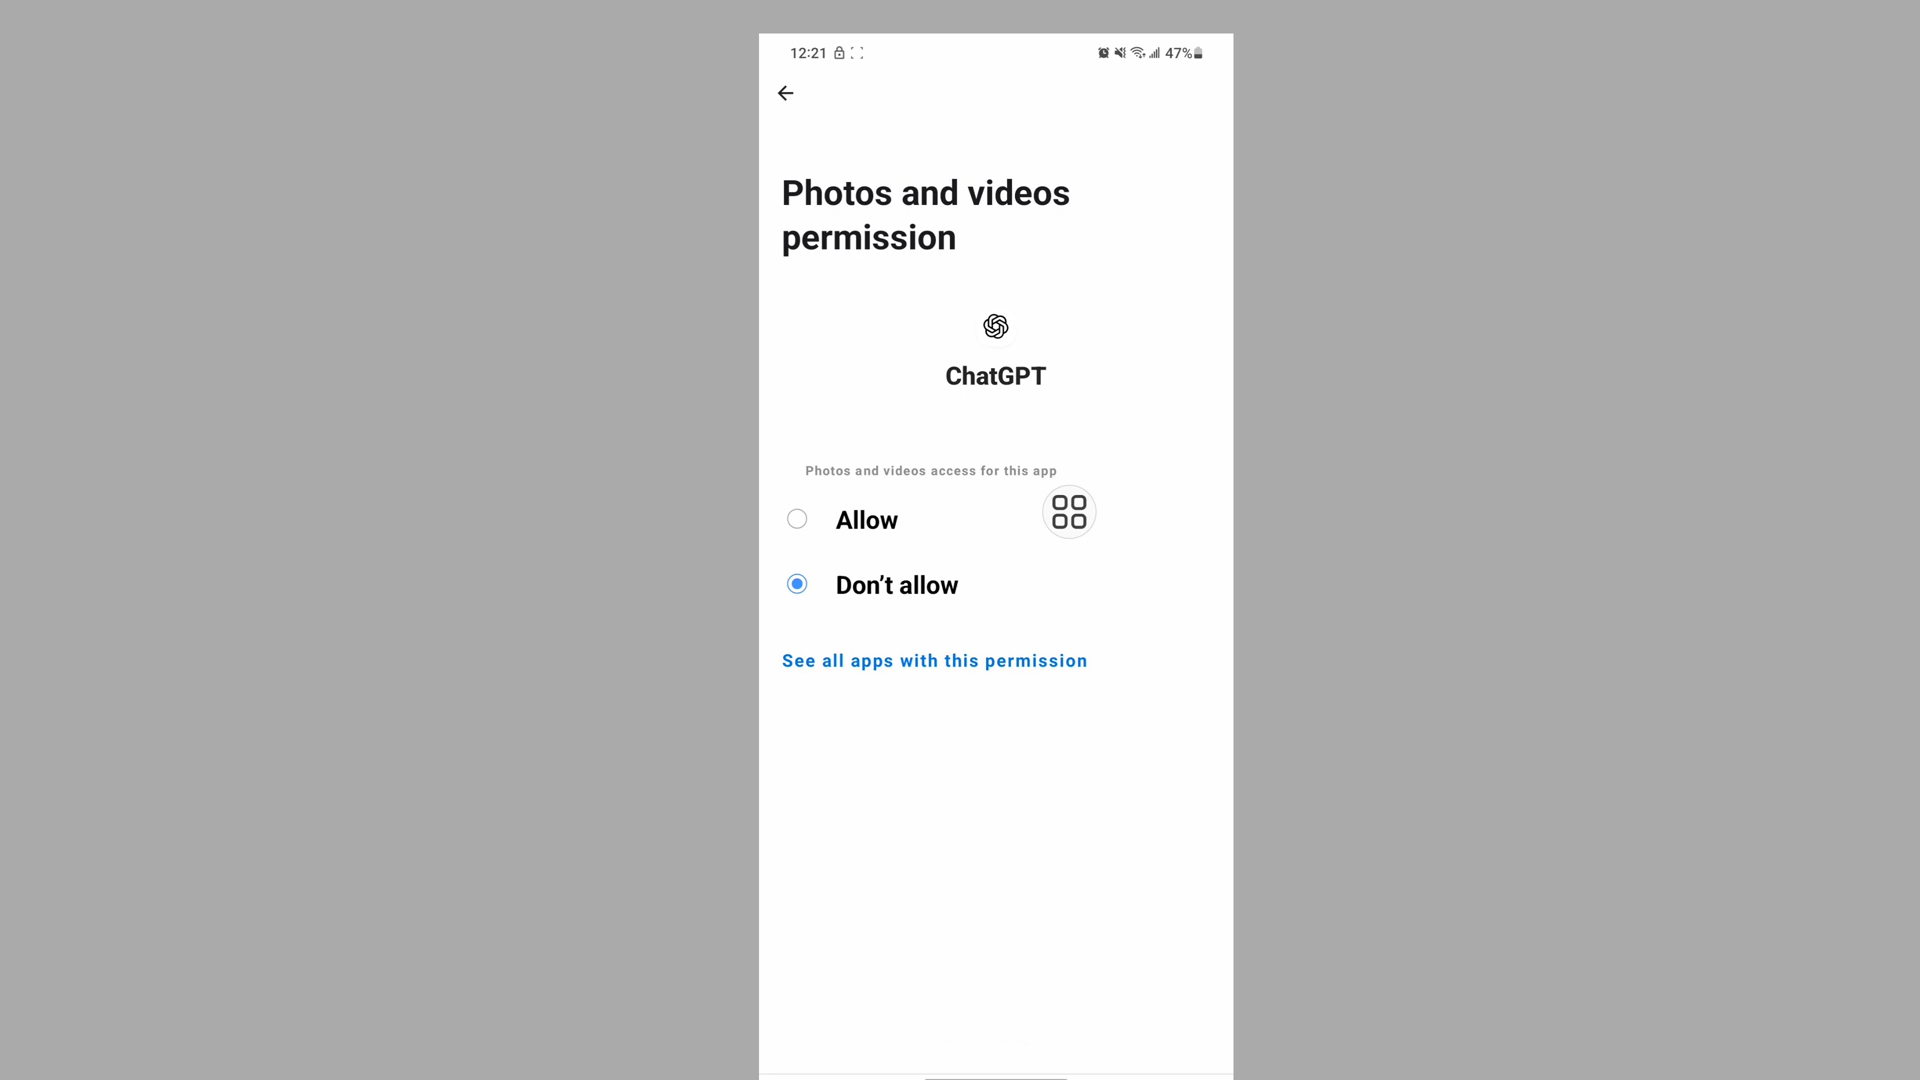 12:21
47%
Photos and videos
permission
ChatGPT
Photos and videos access for this app
Allow
Don’t allow
See all apps with this permission